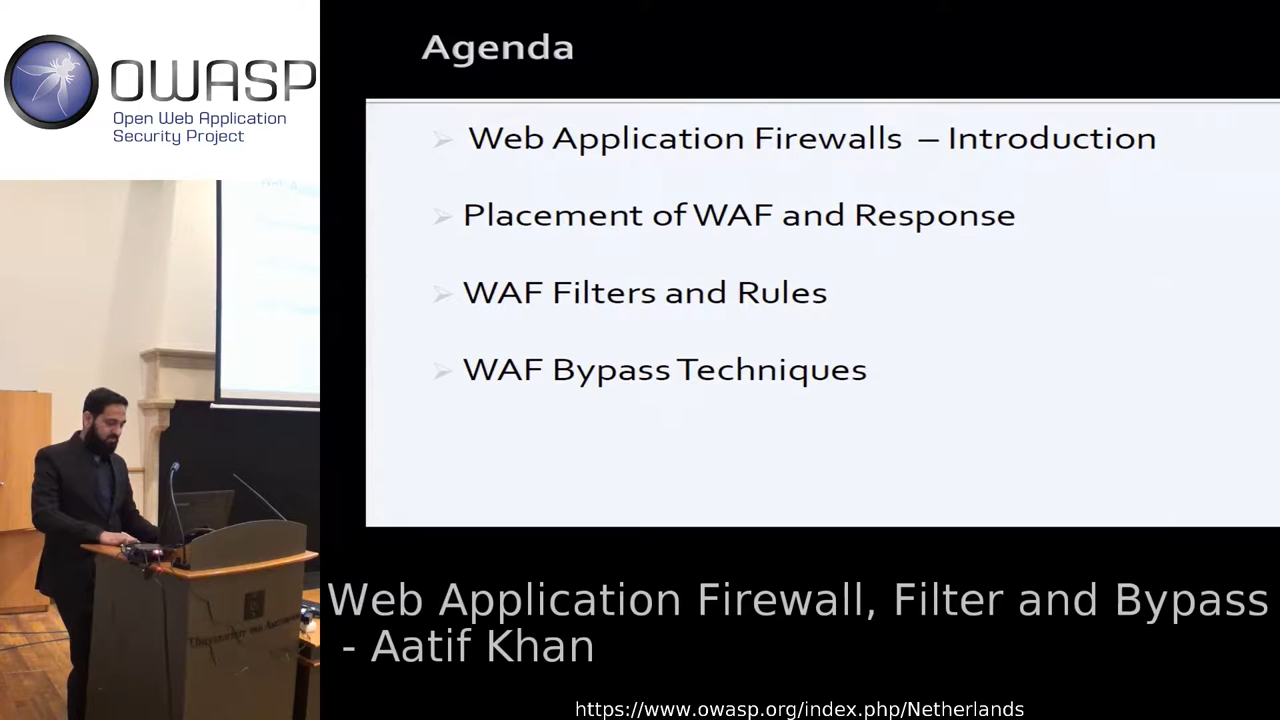 OWASP
Open Web Application
Security Project
Agenda
Web Application Firewalls – Introduction
Placement of WAF and Response
WAF Filters and Rules
WAF Bypass Techniques
Web Application Firewall, Filter and Bypass
- Aatif Khan
https://www.owasp.org/index.php/Netherlands